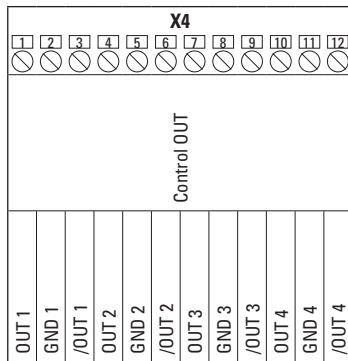 X4
1 2 3 4 5 6 7 8 9 10 11 12
Control OUT
OUT 1
GND 1
/OUT 1
OUT 2
GND 2
/OUT 2
OUT 3
GND 3
/OUT 3
OUT 4
GND 4
/OUT 4